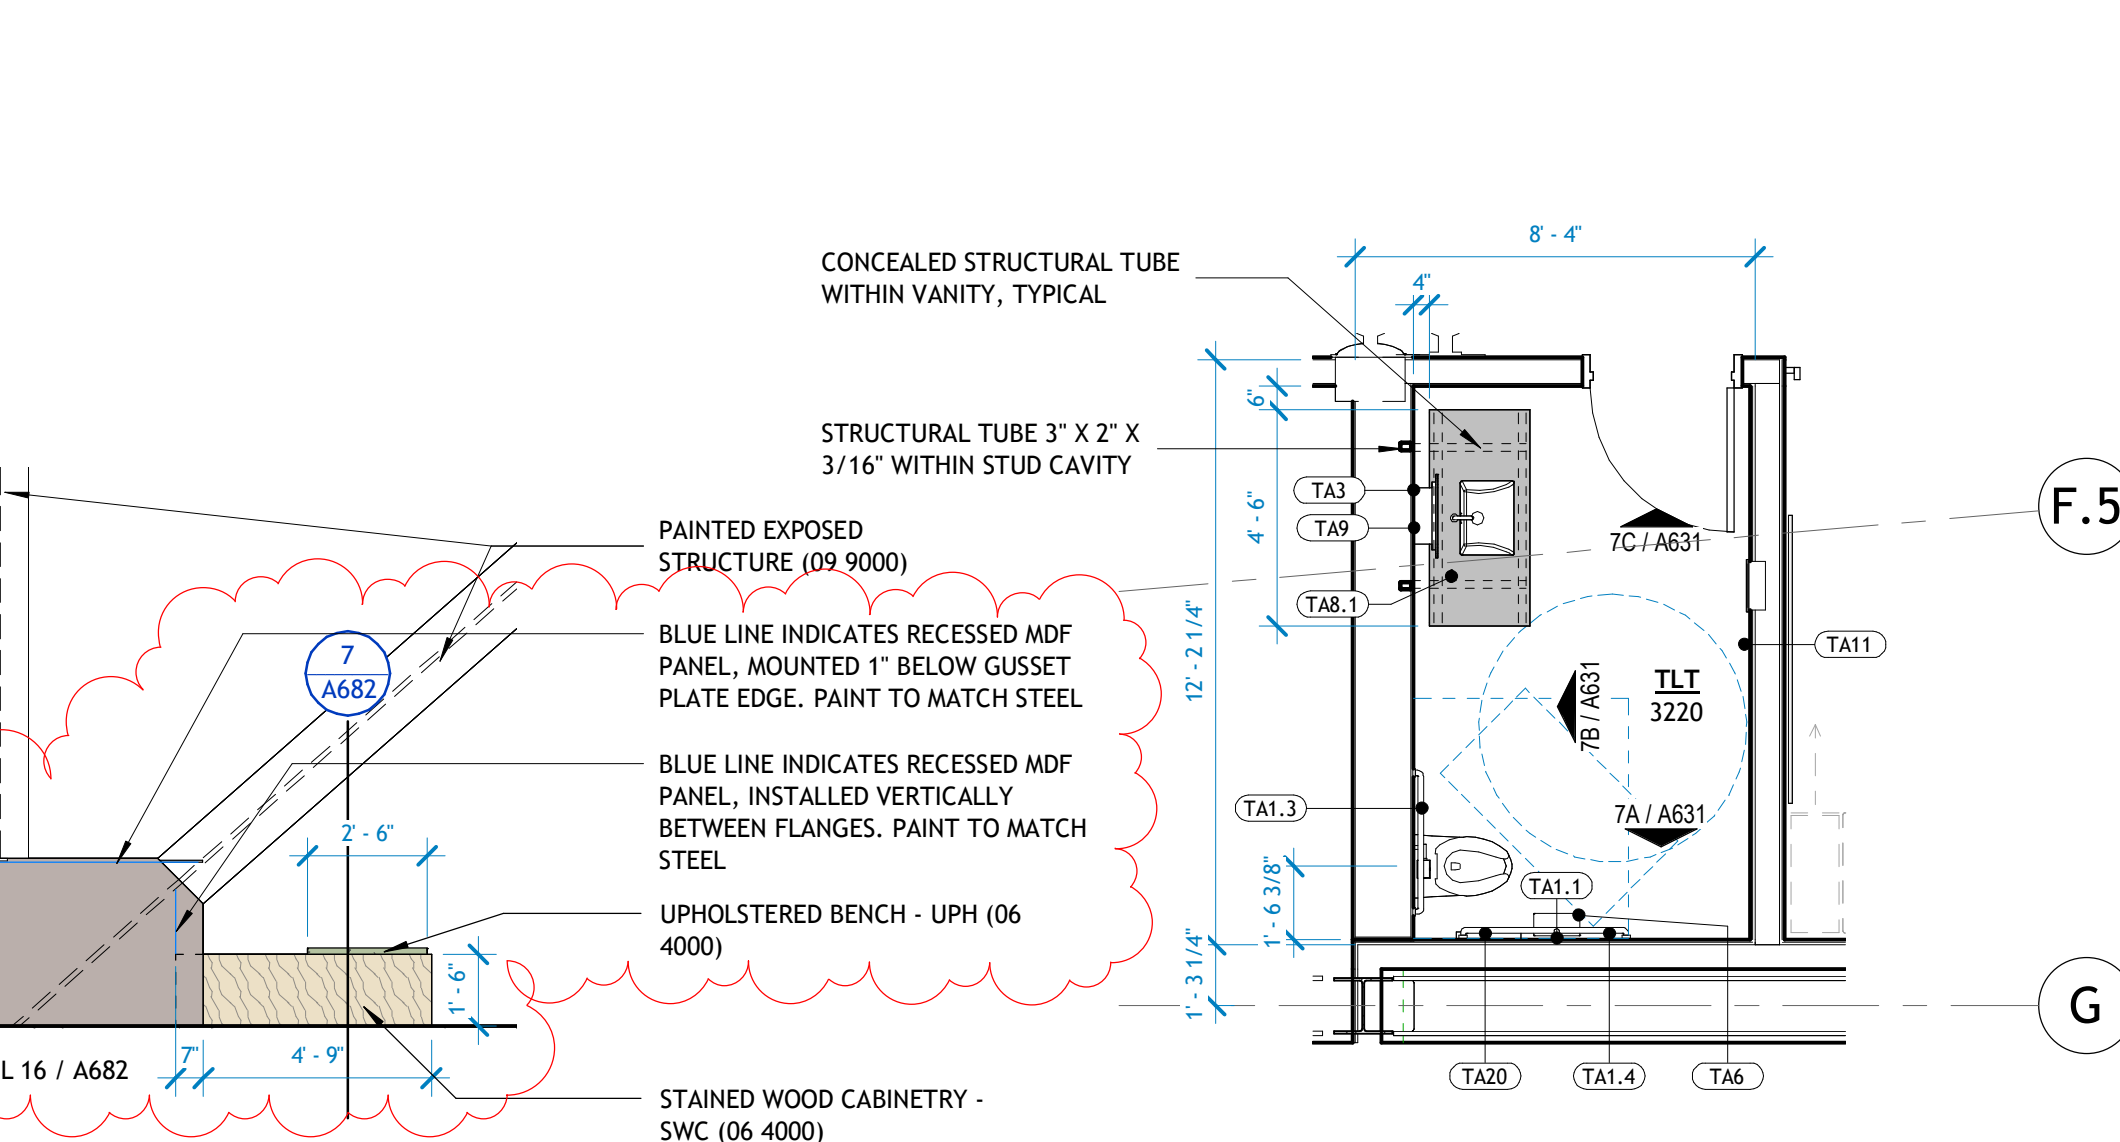 8' - 4"
CONCEALED STRUCTURAL TUBE
WITHIN VANITY, TYPICAL
4"
6"
STRUCTURAL TUBE 3" X 2" X
3/16" WITHIN STUD CAVITY
TA3
TA9
4' - 6"
F.5
7C / A631
PAINTED EXPOSED
STRUCTURE (09 9000)
TA8.1
BLUE LINE INDICATES RECESSED MDF
PANEL, MOUNTED 1" BELOW GUSSET
PLATE EDGE. PAINT TO MATCH STEEL
7
A682
12' - 2 1/4"
TA11
TLT
3220
7B / A631
BLUE LINE INDICATES RECESSED MDF
PANEL, INSTALLED VERTICALLY
BETWEEN FLANGES. PAINT TO MATCH
STEEL
2' - 6"
TA1.3
7A / A631
1' - 6 3/8"
TA1.1
UPHOLSTERED BENCH - UPH (06
4000)
1' - 6"
1' - 3 1/4"
G
L 16 / A682
7"
4' - 9"
TA20
TA1.4
TA6
STAINED WOOD CABINETRY -
SWC (06 4000)